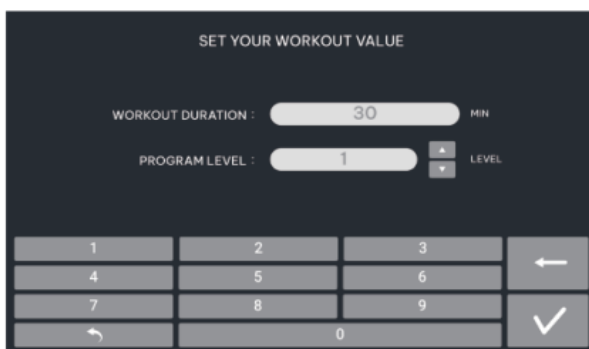 SET YOUR WORKOUT VALUE
WORKOUT DURATION : 30 MIN
PROGRAM LEVEL : 1 LEVEL
1 2 3
4 5 6
7 8 9
0